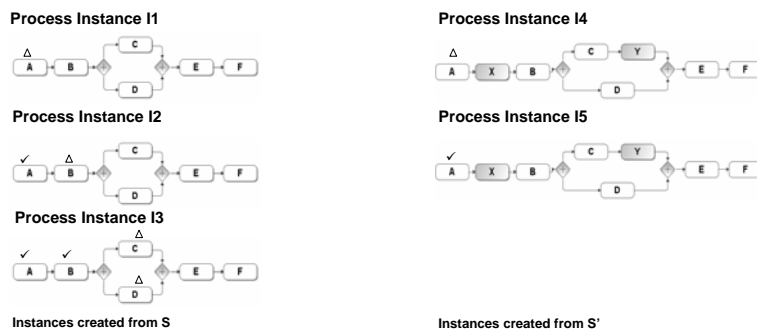 Process Instance I1
Δ
A B C D E F
Process Instance I2
✓ Δ
A B C D E F
Process Instance I3
✓ ✓ Δ Δ
A B C D E F
Instances created from S
Process Instance I4
Δ
A X B C Y D E F
Process Instance I5
✓
A X B C Y D E F
Instances created from S’